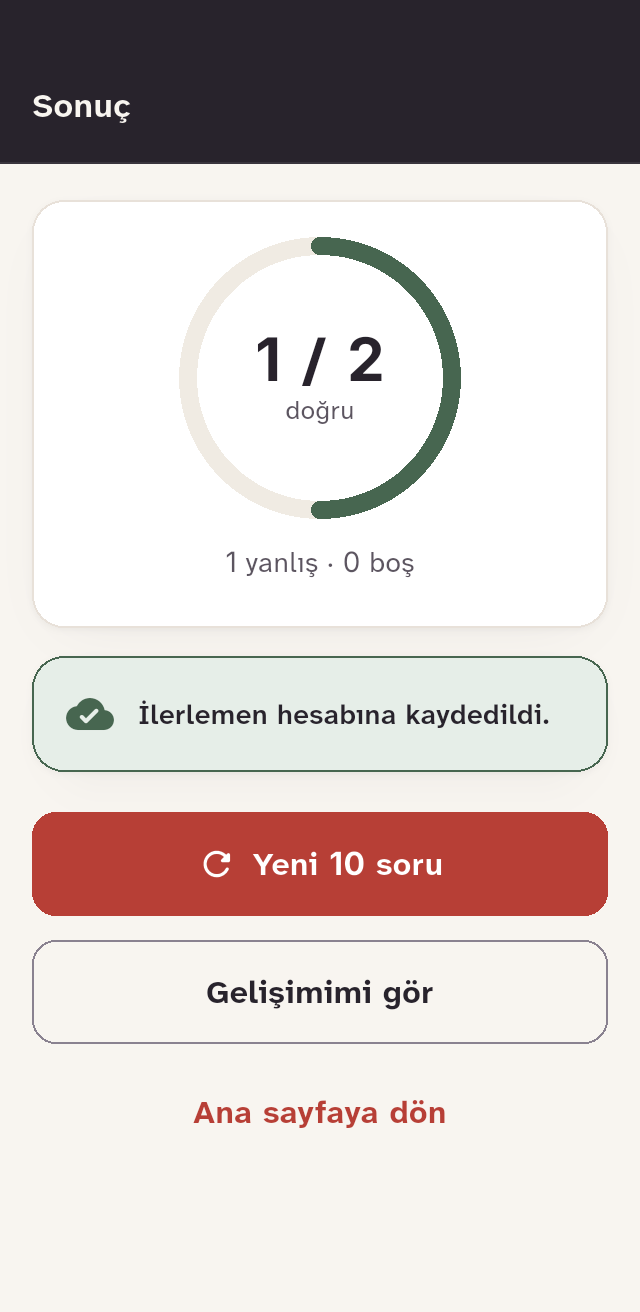 Sonuç
1 / 2
doğru
1 yanlış · 0 boş
İlerlemen hesabına kaydedildi.
Yeni 10 soru
Gelişimimi gör
Ana sayfaya dön